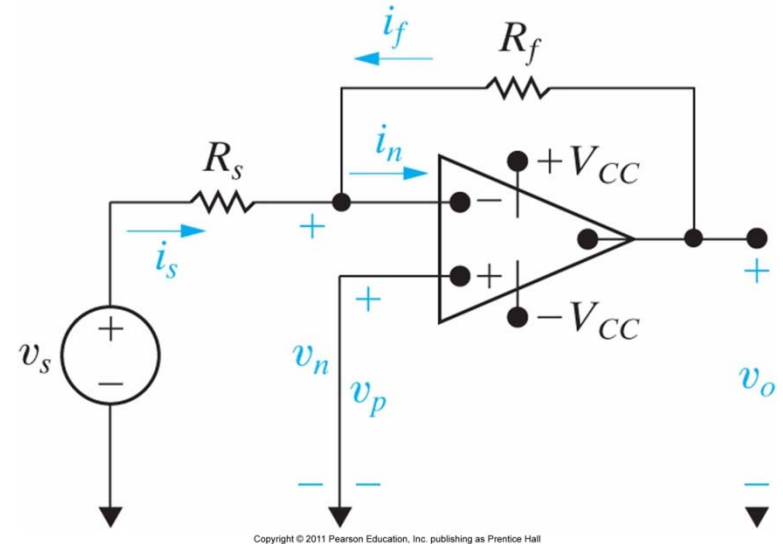 i_f
R_f
R_s
i_n
+V_CC
−
+
i_s
+
+
+
−V_CC
+
v_s
−
v_n
v_p
v_o
−
−
−
Copyright © 2011 Pearson Education, Inc. publishing as Prentice Hall